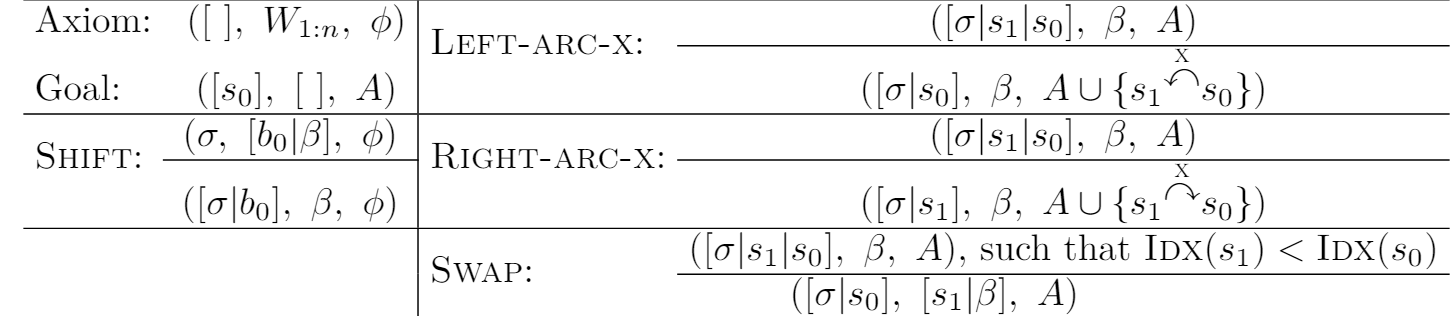 Axiom: ([ ], W₁:ₙ, ϕ)
Goal: ([s₀], [ ], A)
SHIFT: (σ, [b₀|β], ϕ)
([σ|b₀], β, ϕ)
LEFT-ARC-X: ([σ|s₁|s₀], β, A)
([σ|s₀], β, A ∪ {s₁ X↶ s₀})
RIGHT-ARC-X: ([σ|s₁|s₀], β, A)
([σ|s₁], β, A ∪ {s₁ X↷ s₀})
SWAP: ([σ|s₁|s₀], β, A), such that IDX(s₁) < IDX(s₀)
([σ|s₀], [s₁|β], A)